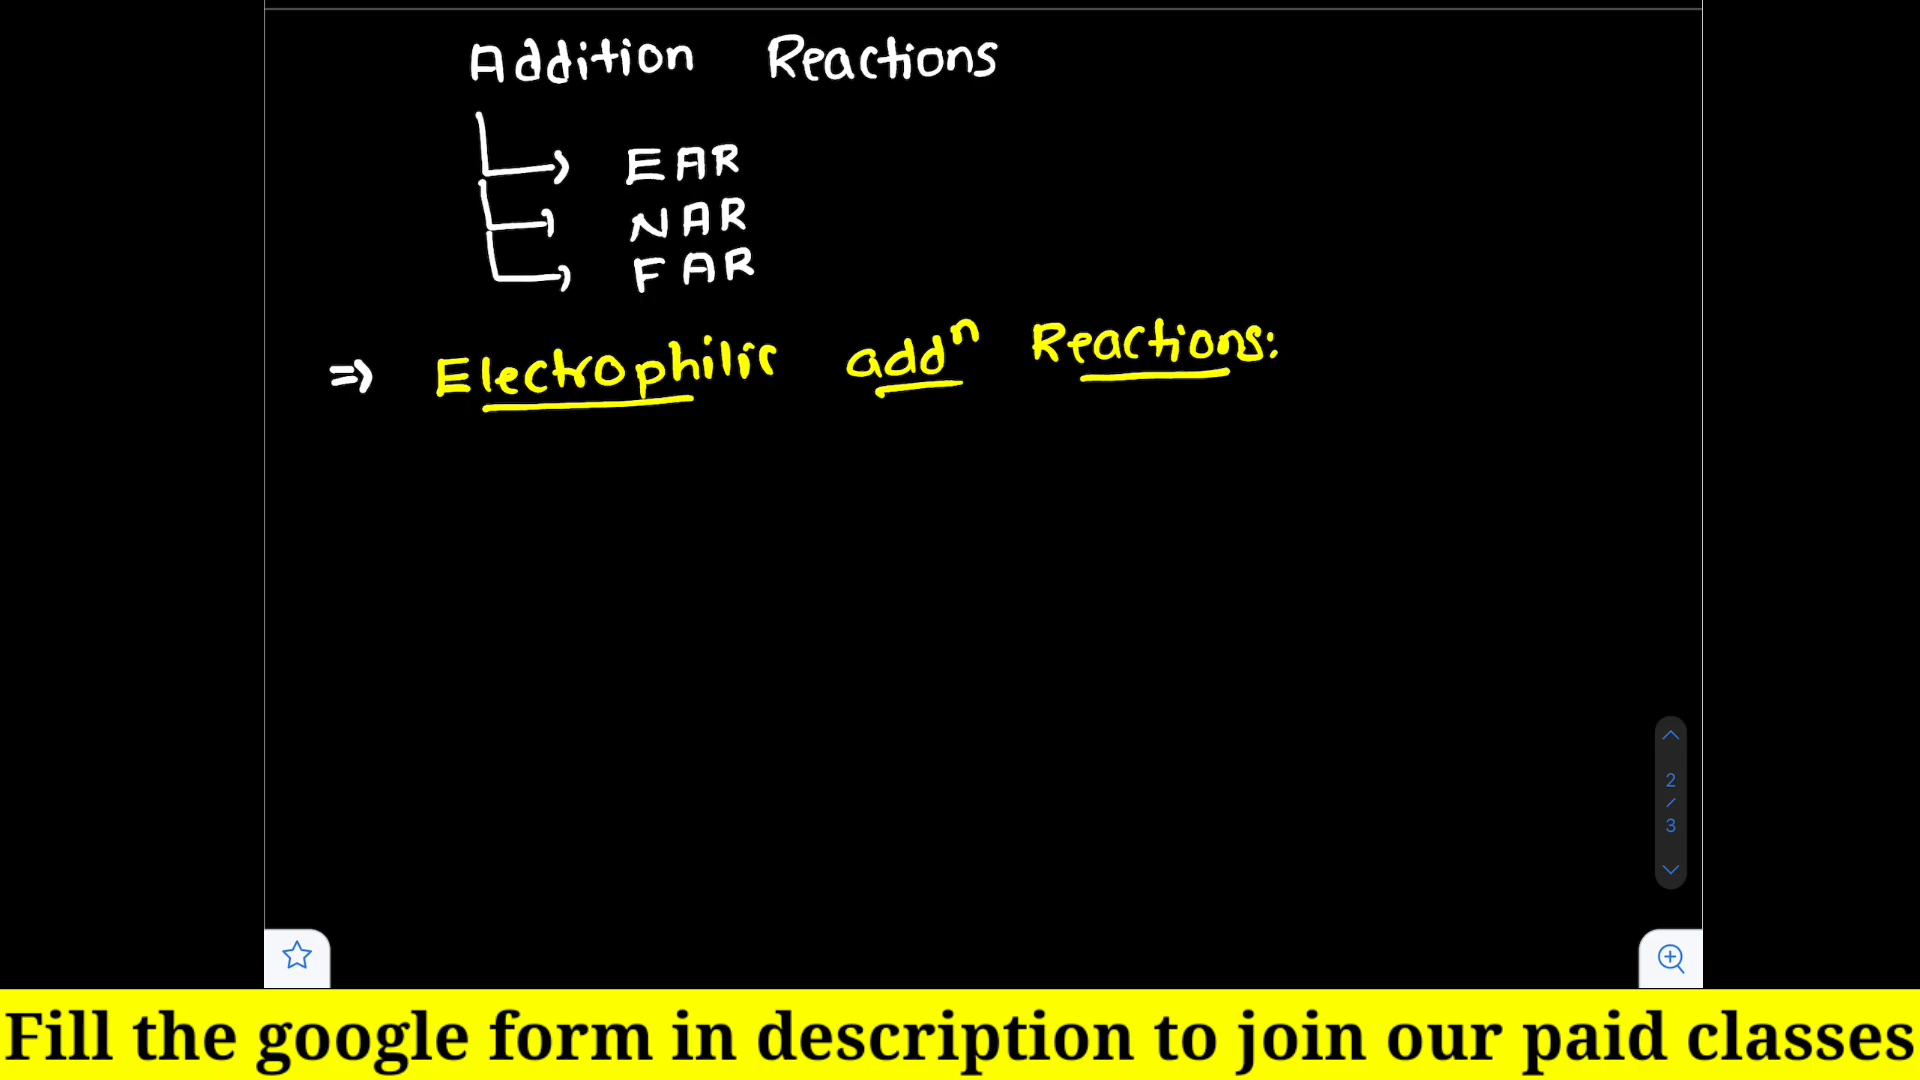 Addition Reactions
EAR
NAR
FAR
⇒ Electrophilic addⁿ Reactions:
2
/
3
Fill the google form in description to join our paid classes